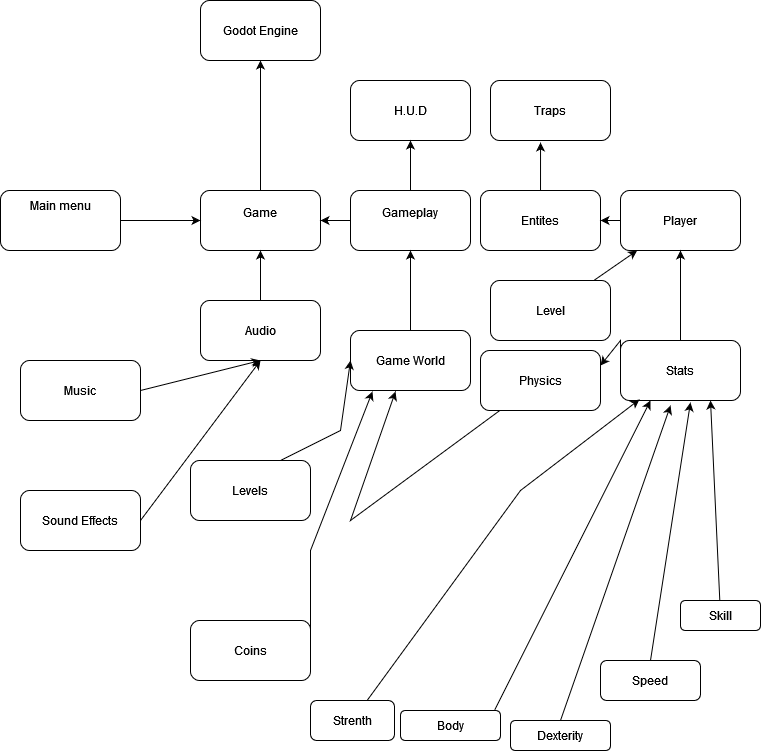 Godot Engine
H.U.D
Traps
Main menu
Game
Gameplay
Entites
Player
Level
Audio
Game World
Physics
Stats
Music
Levels
Sound Effects
Skill
Coins
Speed
Strenth
Body
Dexterity